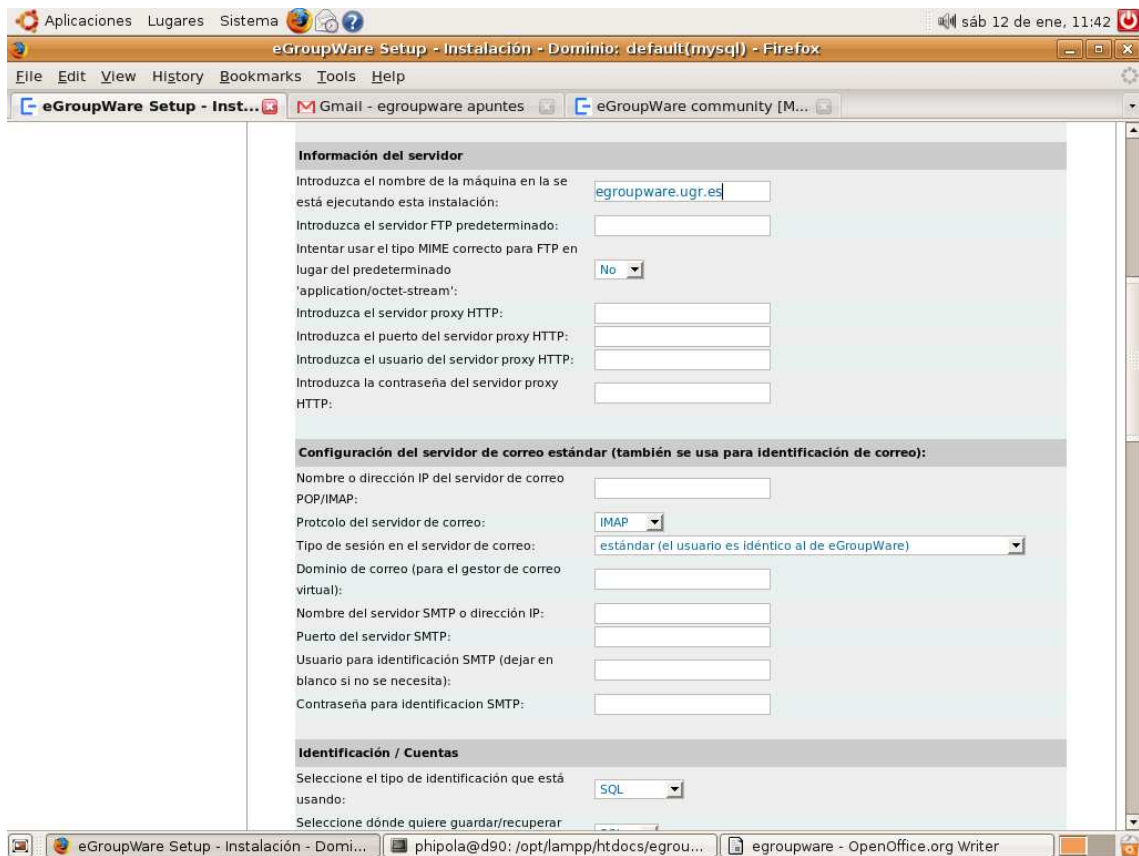 Aplicaciones Lugares Sistema
sáb 12 de ene, 11:42
eGroupWare Setup - Instalación - Dominio: default(mysql) - Firefox
File Edit View History Bookmarks Tools Help
eGroupWare Setup - Inst...
Gmail - egroupware apuntes
eGroupWare community [M...
Información del servidor
Introduzca el nombre de la máquina en la se
está ejecutando esta instalación:
egroupware.ugr.es
Introduzca el servidor FTP predeterminado:
Intentar usar el tipo MIME correcto para FTP en
lugar del predeterminado
'application/octet-stream':
No
Introduzca el servidor proxy HTTP:
Introduzca el puerto del servidor proxy HTTP:
Introduzca el usuario del servidor proxy HTTP:
Introduzca la contraseña del servidor proxy
HTTP:
Configuración del servidor de correo estándar (también se usa para identificación de correo):
Nombre o dirección IP del servidor de correo
POP/IMAP:
Protcolo del servidor de correo:
IMAP
Tipo de sesión en el servidor de correo:
estándar (el usuario es idéntico al de eGroupWare)
Dominio de correo (para el gestor de correo
virtual):
Nombre del servidor SMTP o dirección IP:
Puerto del servidor SMTP:
Usuario para identificación SMTP (dejar en
blanco si no se necesita):
Contraseña para identificacion SMTP:
Identificación / Cuentas
Seleccione el tipo de identificación que está
usando:
SQL
Seleccione dónde quiere guardar/recuperar
eGroupWare Setup - Instalación - Domi...
phipola@d90: /opt/lampp/htdocs/egrou...
egroupware - OpenOffice.org Writer